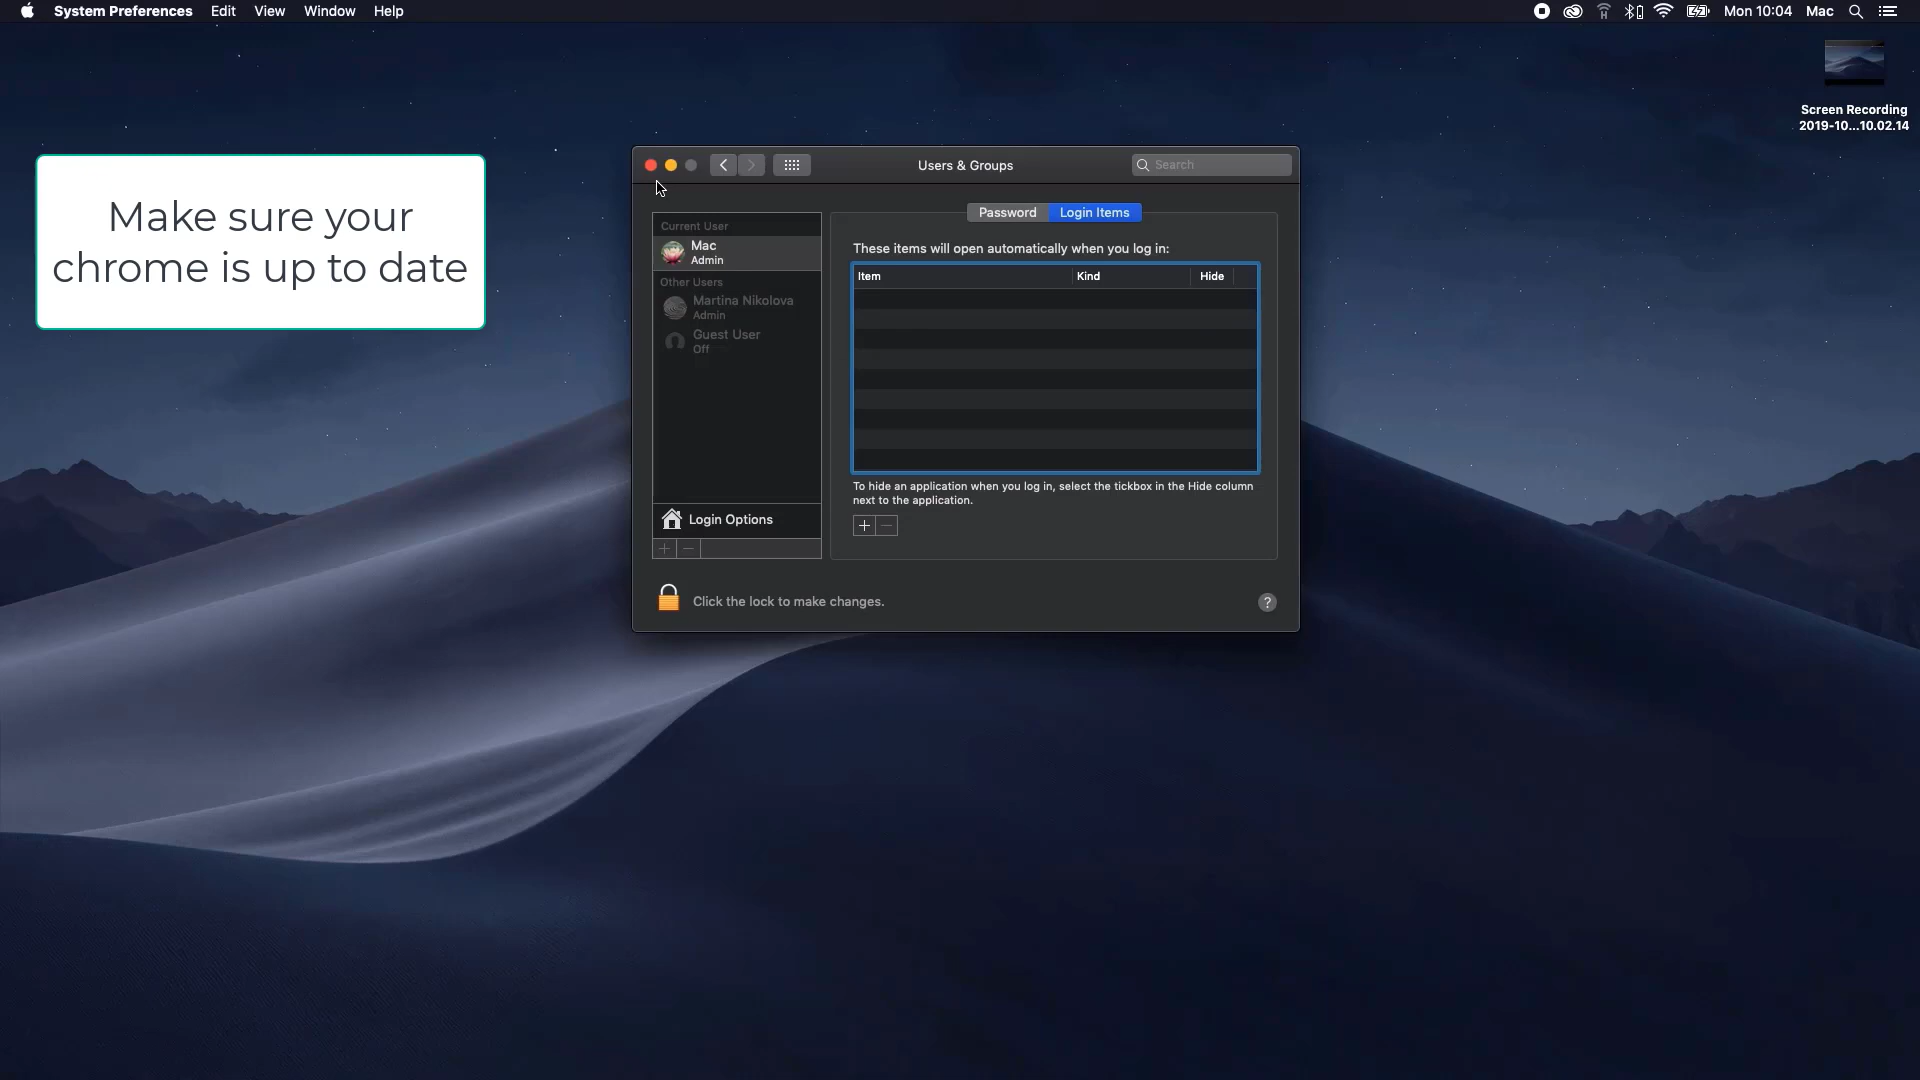 System Preferences Edit View Window Help
Mon 10:04 Mac
Screen Recording
2019-10...10.02.14
Make sure your
chrome is up to date
Users & Groups
Search
Password Login Items
Current User
Mac
Admin
Other Users
Martina Nikolova
Admin
Guest User
Off
Login Options
These items will open automatically when you log in:
Item Kind Hide
To hide an application when you log in, select the tickbox in the Hide column
next to the application.
Click the lock to make changes.
?